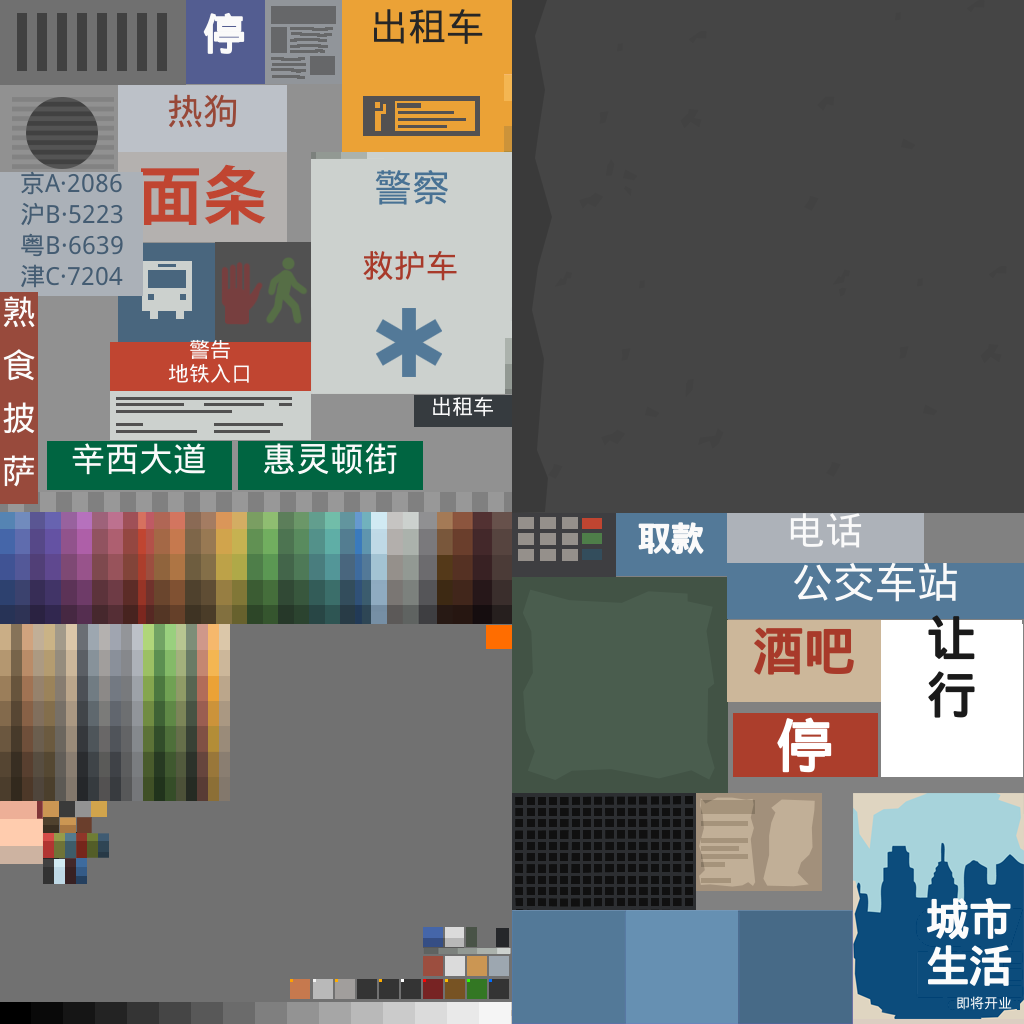 停
出租车
热狗
面条
京A·2086
沪B·5223
粤B·6639
津C·7204
警察
救护车
熟
食
披
萨
警告
地铁入口
出租车
辛西大道
惠灵顿街
取款
电话
公交车站
酒吧
让
行
停
城市
生活
即将开业